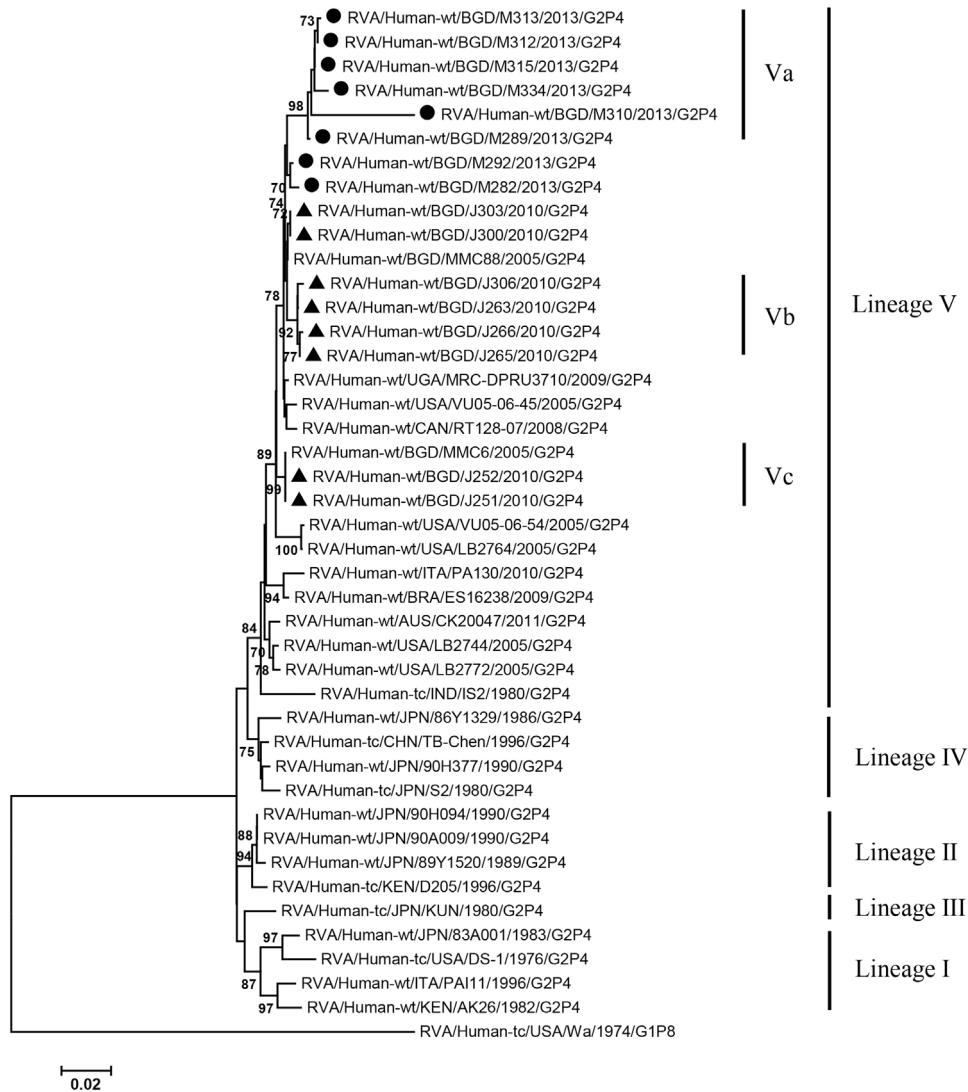 73
RVA/Human-wt/BGD/M313/2013/G2P4
RVA/Human-wt/BGD/M312/2013/G2P4
RVA/Human-wt/BGD/M315/2013/G2P4
Va
RVA/Human-wt/BGD/M334/2013/G2P4
98
RVA/Human-wt/BGD/M310/2013/G2P4
RVA/Human-wt/BGD/M289/2013/G2P4
RVA/Human-wt/BGD/M292/2013/G2P4
70
RVA/Human-wt/BGD/M282/2013/G2P4
74
72
RVA/Human-wt/BGD/J303/2010/G2P4
RVA/Human-wt/BGD/J300/2010/G2P4
RVA/Human-wt/BGD/MMC88/2005/G2P4
RVA/Human-wt/BGD/J306/2010/G2P4
78
Lineage V
RVA/Human-wt/BGD/J263/2010/G2P4
Vb
92
RVA/Human-wt/BGD/J266/2010/G2P4
77
RVA/Human-wt/BGD/J265/2010/G2P4
RVA/Human-wt/UGA/MRC-DPRU3710/2009/G2P4
RVA/Human-wt/USA/VU05-06-45/2005/G2P4
RVA/Human-wt/CAN/RT128-07/2008/G2P4
89
RVA/Human-wt/BGD/MMC6/2005/G2P4
RVA/Human-wt/BGD/J252/2010/G2P4
Vc
99
RVA/Human-wt/BGD/J251/2010/G2P4
RVA/Human-wt/USA/VU05-06-54/2005/G2P4
100
RVA/Human-wt/USA/LB2764/2005/G2P4
RVA/Human-wt/ITA/PA130/2010/G2P4
94
RVA/Human-wt/BRA/ES16238/2009/G2P4
RVA/Human-wt/AUS/CK20047/2011/G2P4
84
70
RVA/Human-wt/USA/LB2744/2005/G2P4
78
RVA/Human-wt/USA/LB2772/2005/G2P4
RVA/Human-tc/IND/IS2/1980/G2P4
RVA/Human-wt/JPN/86Y1329/1986/G2P4
RVA/Human-tc/CHN/TB-Chen/1996/G2P4
75
Lineage IV
RVA/Human-wt/JPN/90H377/1990/G2P4
RVA/Human-tc/JPN/S2/1980/G2P4
RVA/Human-wt/JPN/90H094/1990/G2P4
88
RVA/Human-wt/JPN/90A009/1990/G2P4
94
Lineage II
RVA/Human-wt/JPN/89Y1520/1989/G2P4
RVA/Human-tc/KEN/D205/1996/G2P4
RVA/Human-tc/JPN/KUN/1980/G2P4
Lineage III
97
RVA/Human-wt/JPN/83A001/1983/G2P4
RVA/Human-tc/USA/DS-1/1976/G2P4
Lineage I
87
RVA/Human-wt/ITA/PAI11/1996/G2P4
97
RVA/Human-wt/KEN/AK26/1982/G2P4
RVA/Human-tc/USA/Wa/1974/G1P8
0.02